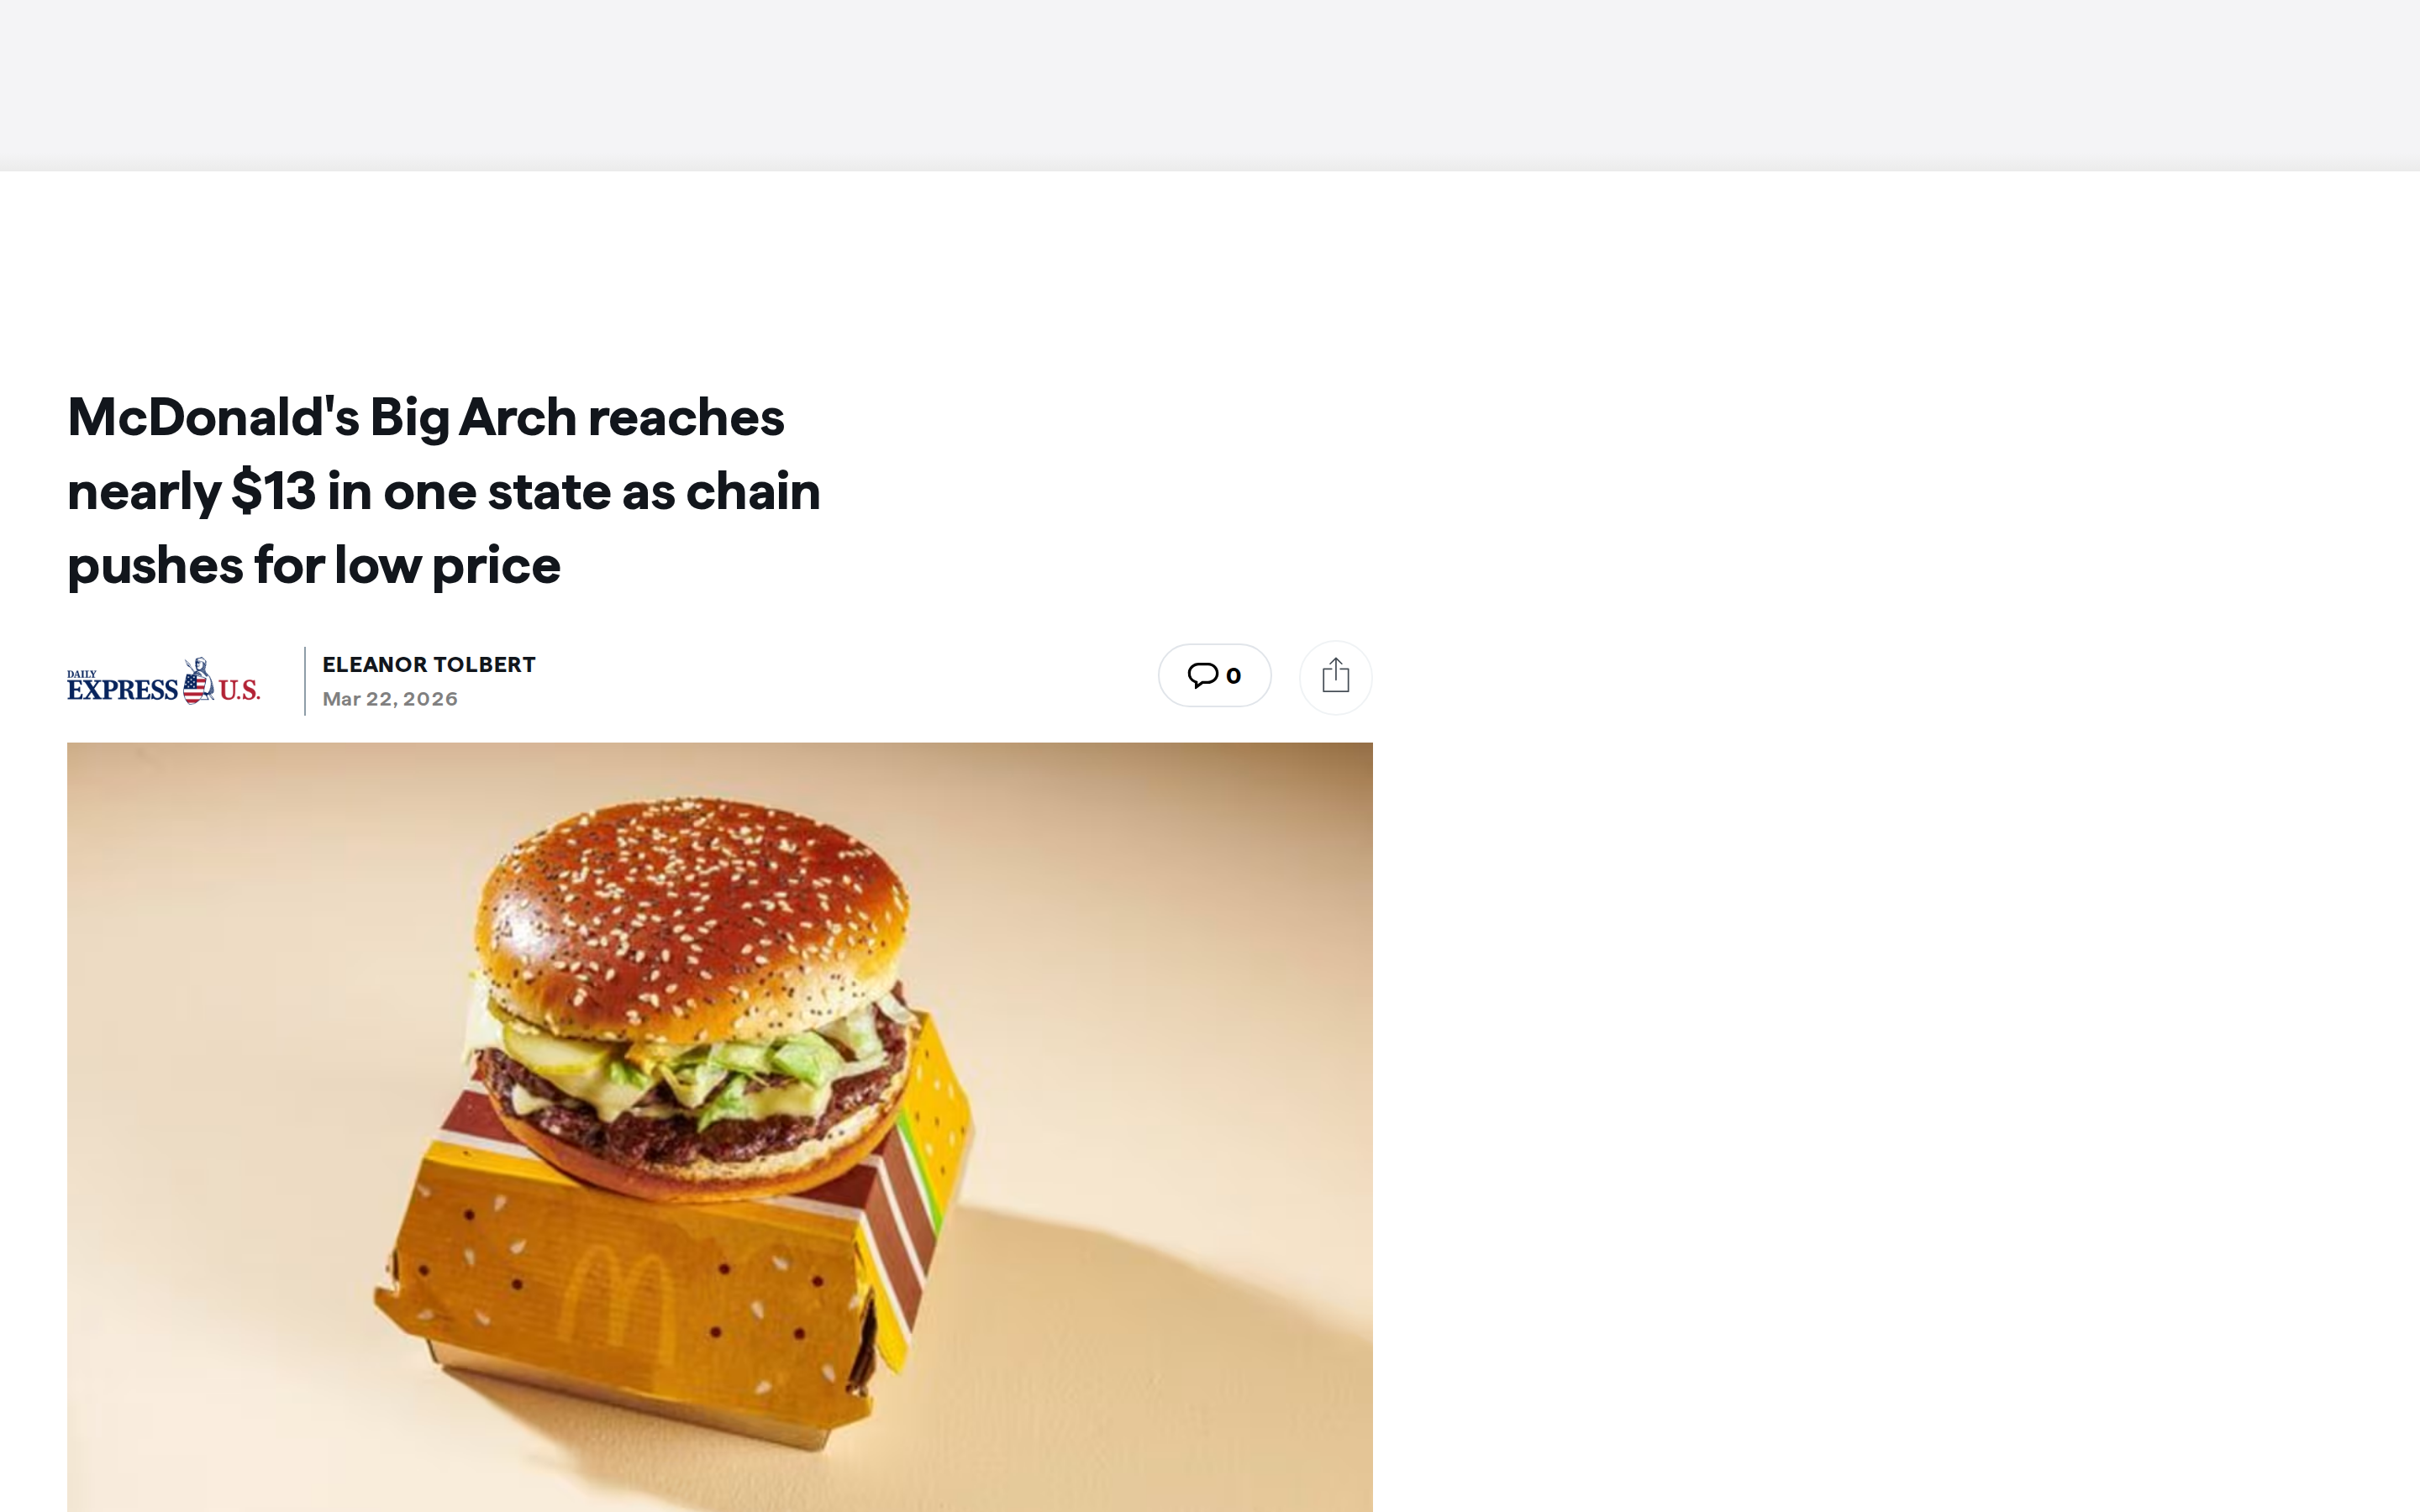 McDonald's Big Arch reaches
nearly $13 in one state as chain
pushes for low price
DAILY
EXPRESS U.S.
ELEANOR TOLBERT
Mar 22, 2026
0